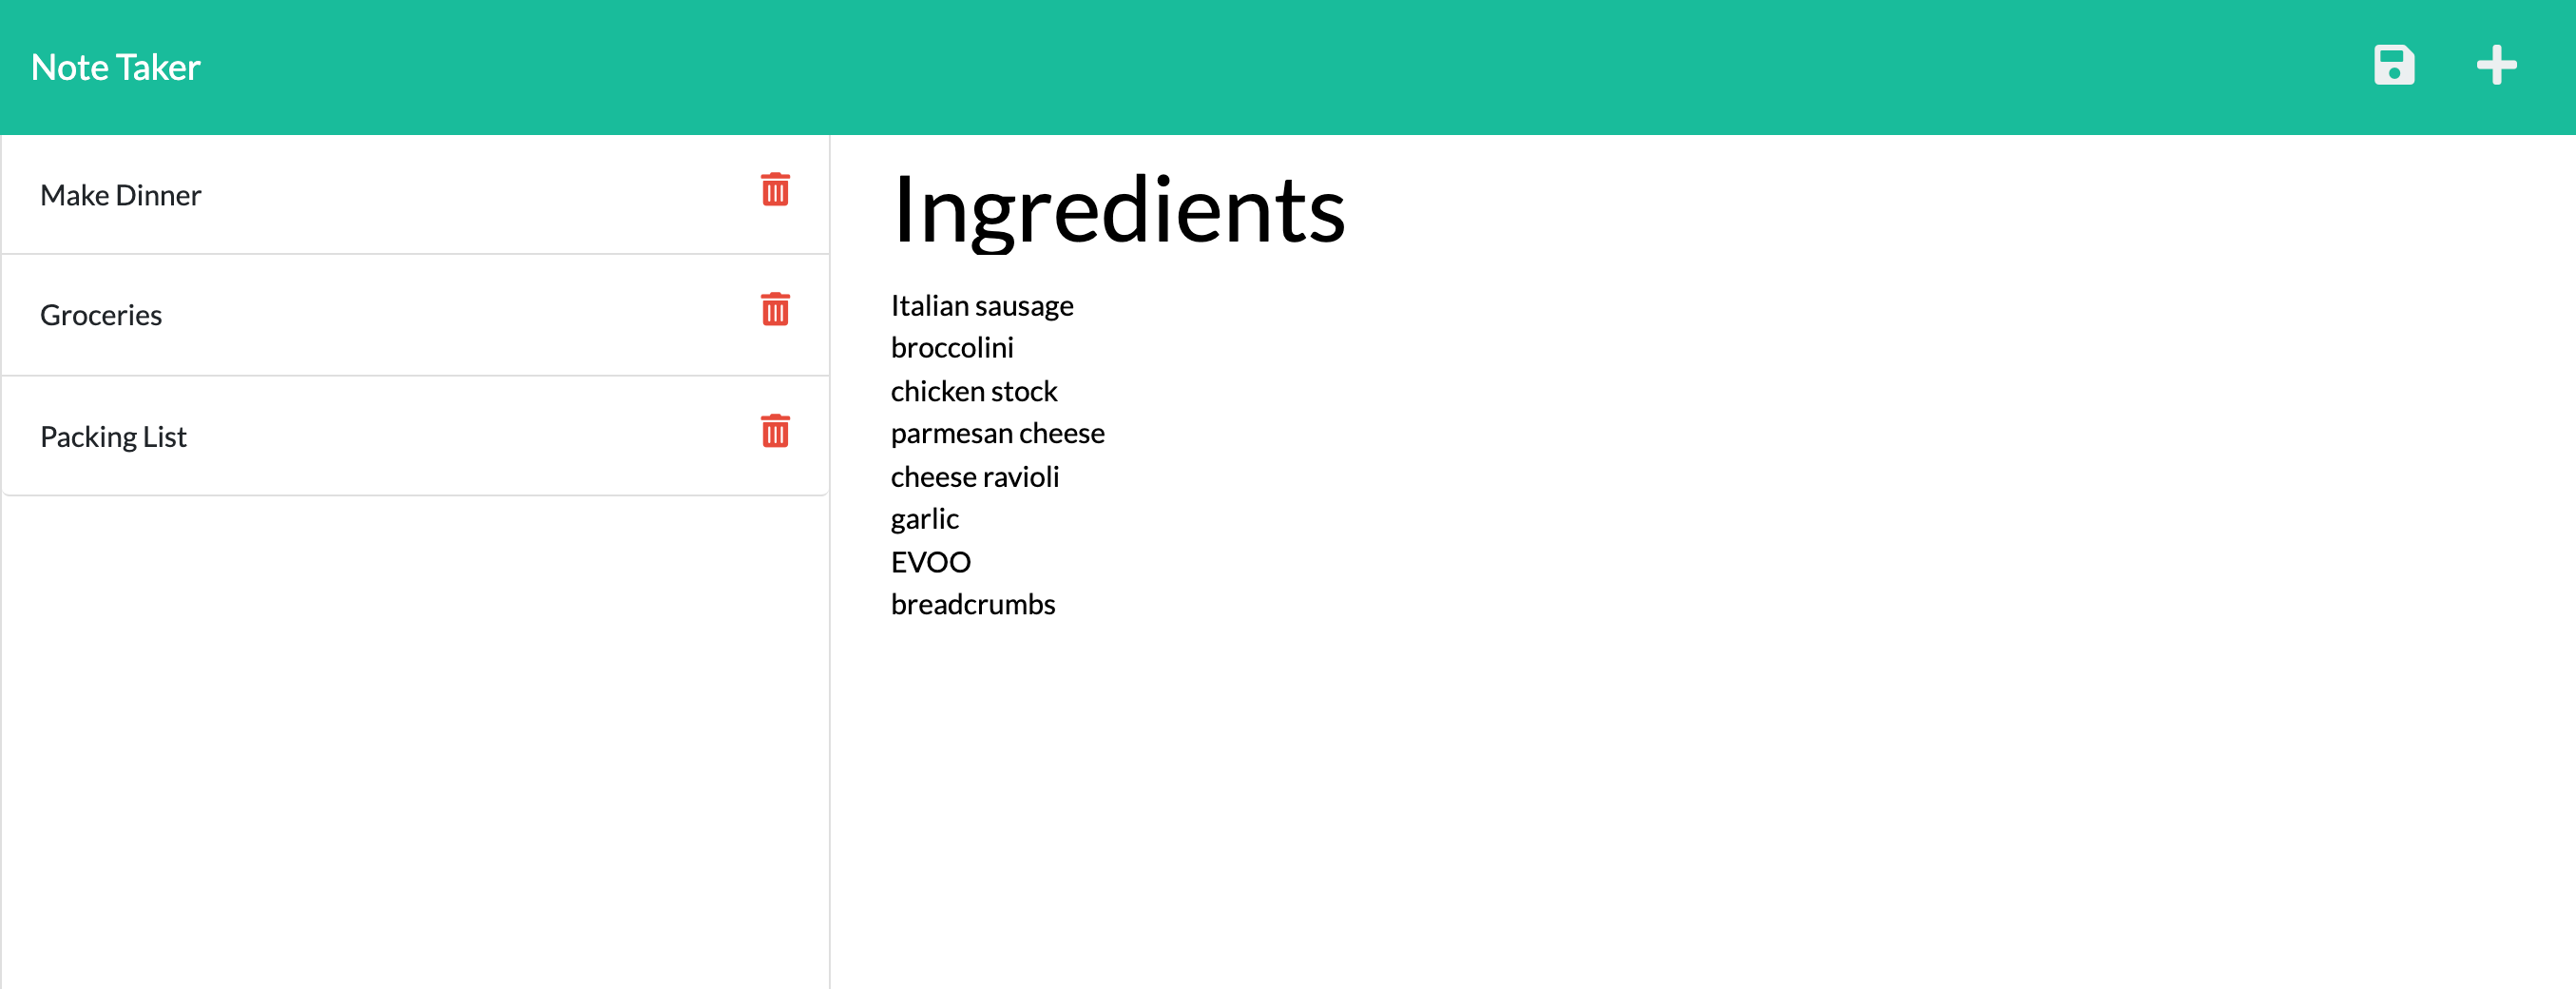 Note Taker
Make Dinner
Groceries
Packing List
Ingredients
Italian sausage
broccolini
chicken stock
parmesan cheese
cheese ravioli
garlic
EVOO
breadcrumbs